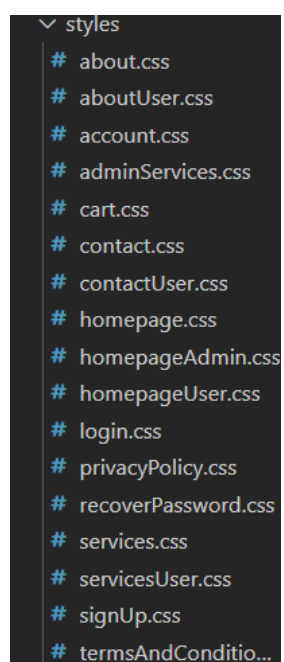 styles
# about.css
# aboutUser.css
# account.css
# adminServices.css
# cart.css
# contact.css
# contactUser.css
# homepage.css
# homepageAdmin.css
# homepageUser.css
# login.css
# privacyPolicy.css
# recoverPassword.css
# services.css
# servicesUser.css
# signUp.css
# termsAndConditio...